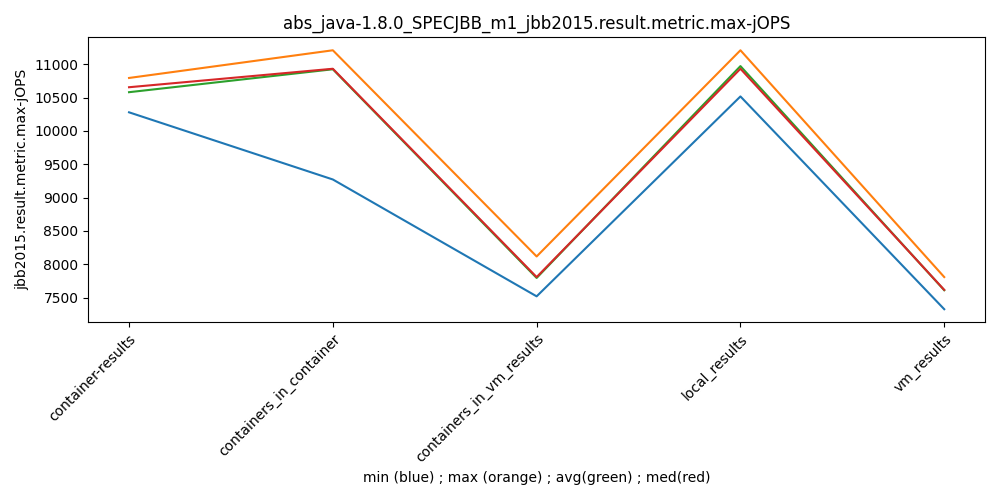 abs_java-1.8.0_SPECJBB_m1_jbb2015.result.metric.max-jOPS
jbb2015.result.metric.max-jOPS
11000
10500
10000
9500
9000
8500
8000
7500
container-results
containers_in_container
containers_in_vm_results
local_results
vm_results
min (blue) ; max (orange) ; avg(green) ; med(red)